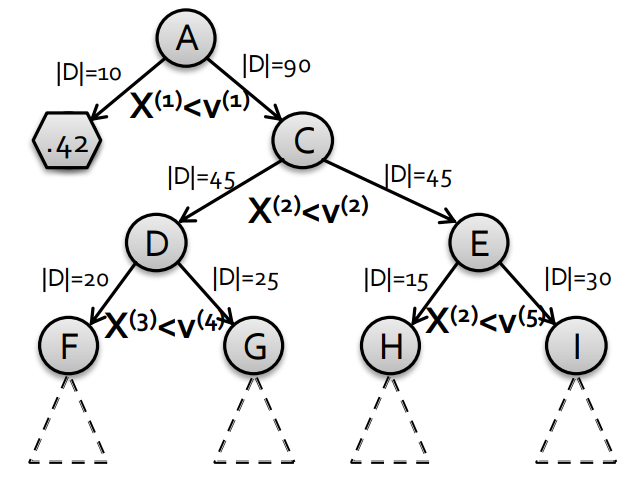 A
|D|=10
|D|=90
X(1)<v(1)
.42
C
|D|=45
|D|=45
X(2)<v(2)
D
E
|D|=20
|D|=25
|D|=15
|D|=30
X(3)<v(4)
X(2)<v(5)
F
G
H
I